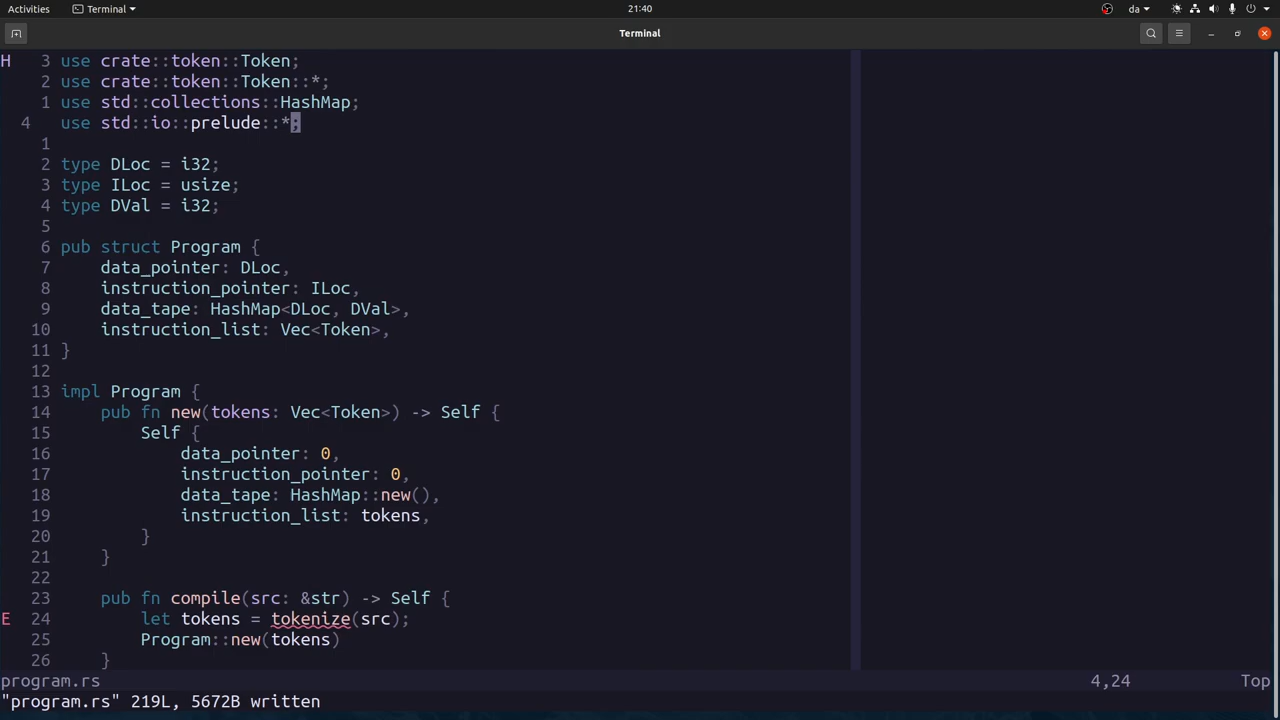 Activities Terminal 21:40 da
Terminal
H 3 use crate::token::Token;
2 use crate::token::Token::*;
1 use std::collections::HashMap;
4 use std::io::prelude::*;
1
2 type DLoc = i32;
3 type ILoc = usize;
4 type DVal = i32;
5
6 pub struct Program {
7     data_pointer: DLoc,
8     instruction_pointer: ILoc,
9     data_tape: HashMap<DLoc, DVal>,
10     instruction_list: Vec<Token>,
11 }
12
13 impl Program {
14     pub fn new(tokens: Vec<Token>) -> Self {
15         Self {
16             data_pointer: 0,
17             instruction_pointer: 0,
18             data_tape: HashMap::new(),
19             instruction_list: tokens,
20         }
21     }
22
23     pub fn compile(src: &str) -> Self {
E 24         let tokens = tokenize(src);
25         Program::new(tokens)
26     }
program.rs 4,24 Top
"program.rs" 219L, 5672B written